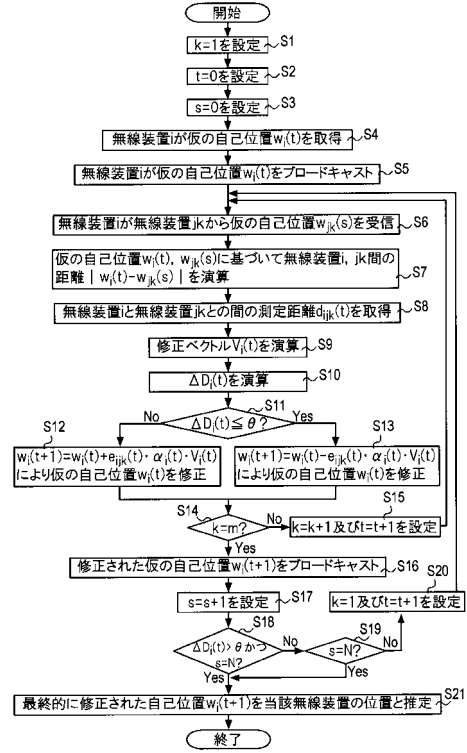 開始
k=1を設定 S1
t=0を設定 S2
s=0を設定 S3
無線装置iが仮の自己位置wi(t)を取得 S4
無線装置iが仮の自己位置wi(t)をブロードキャスト S5
無線装置iが無線装置jkから仮の自己位置wjk(s)を受信 S6
仮の自己位置wi(t), wjk(s)に基づいて無線装置i, jk間の
距離|wi(t)-wjk(s)|を演算 S7
無線装置iと無線装置jkとの間の測定距離dijk(t)を取得 S8
修正ベクトルVi(t)を演算 S9
ΔDi(t)を演算 S10
S11
No ΔDi(t)≦θ? Yes
S12
wi(t+1)=wi(t)+eijk(t)・αi(t)・Vi(t)
により仮の自己位置wi(t)を修正
S13
wi(t+1)=wi(t)-eijk(t)・αi(t)・Vi(t)
により仮の自己位置wi(t)を修正
S14 k=m? No
S15
k=k+1及びt=t+1を設定
Yes
修正された仮の自己位置wi(t+1)をブロードキャスト S16
s=s+1を設定 S17
S18
ΔDi(t)>θかつ
s=N?
No
S19
s=N?
No
S20
k=1及びt=t+1を設定
Yes
Yes
最終的に修正された自己位置wi(t+1)を当該無線装置の位置と推定 S21
終了